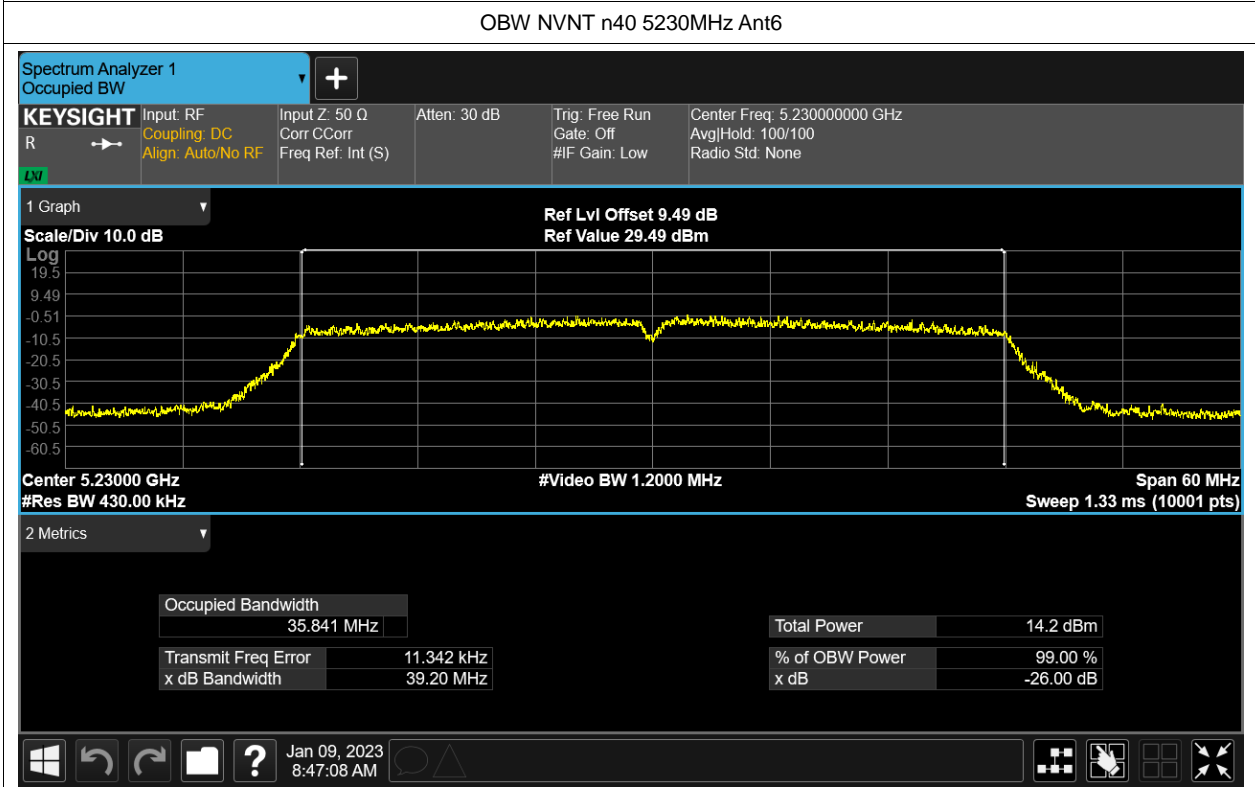 OBW NVNT n40 5230MHz Ant6
Spectrum Analyzer 1
Occupied BW
KEYSIGHT
R
LXI
Input: RF
Coupling: DC
Align: Auto/No RF
Input Z: 50 Ω
Corr CCorr
Freq Ref: Int (S)
Atten: 30 dB
Trig: Free Run
Gate: Off
#IF Gain: Low
Center Freq: 5.230000000 GHz
Avg|Hold: 100/100
Radio Std: None
1 Graph
Scale/Div 10.0 dB
Ref Lvl Offset 9.49 dB
Ref Value 29.49 dBm
Log
19.5
9.49
-0.51
-10.5
-20.5
-30.5
-40.5
-50.5
-60.5
Center 5.23000 GHz
#Res BW 430.00 kHz
#Video BW 1.2000 MHz
Span 60 MHz
Sweep 1.33 ms (10001 pts)
2 Metrics
Occupied Bandwidth
35.841 MHz
Transmit Freq Error 11.342 kHz
x dB Bandwidth 39.20 MHz
Total Power 14.2 dBm
% of OBW Power 99.00 %
x dB -26.00 dB
?
Jan 09, 2023
8:47:08 AM